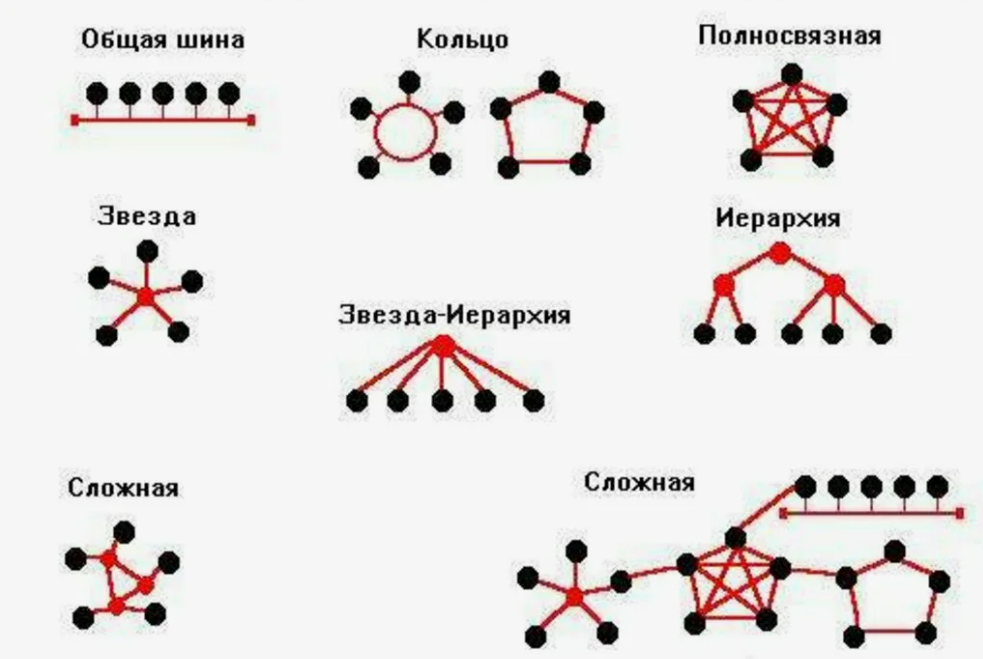 Общая шина
Кольцо
Полносвязная
Звезда
Иерархия
Звезда-Иерархия
Сложная
Сложная